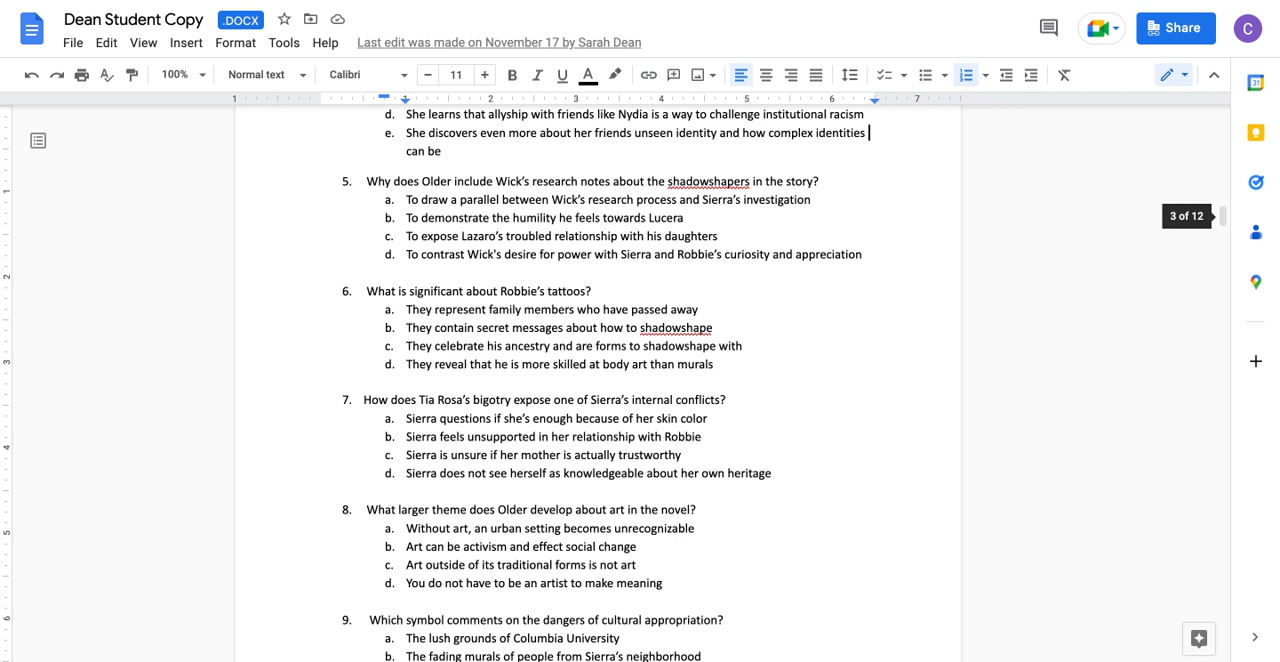 Dean Student Copy .DOCX
File Edit View Insert Format Tools Help Last edit was made on November 17 by Sarah Dean
Share
C
100% Normal text Calibri − 11 + B I U A
1 1 2 3 4 5 6 7
d. She learns that allyship with friends like Nydia is a way to challenge institutional racism
e. She discovers even more about her friends unseen identity and how complex identities
can be
5. Why does Older include Wick’s research notes about the shadowshapers in the story?
a. To draw a parallel between Wick’s research process and Sierra’s investigation
b. To demonstrate the humility he feels towards Lucera
c. To expose Lazaro’s troubled relationship with his daughters
d. To contrast Wick's desire for power with Sierra and Robbie’s curiosity and appreciation
3 of 12
6. What is significant about Robbie’s tattoos?
a. They represent family members who have passed away
b. They contain secret messages about how to shadowshape
c. They celebrate his ancestry and are forms to shadowshape with
d. They reveal that he is more skilled at body art than murals
7. How does Tia Rosa’s bigotry expose one of Sierra’s internal conflicts?
a. Sierra questions if she’s enough because of her skin color
b. Sierra feels unsupported in her relationship with Robbie
c. Sierra is unsure if her mother is actually trustworthy
d. Sierra does not see herself as knowledgeable about her own heritage
8. What larger theme does Older develop about art in the novel?
a. Without art, an urban setting becomes unrecognizable
b. Art can be activism and effect social change
c. Art outside of its traditional forms is not art
d. You do not have to be an artist to make meaning
9. Which symbol comments on the dangers of cultural appropriation?
a. The lush grounds of Columbia University
b. The fading murals of people from Sierra’s neighborhood